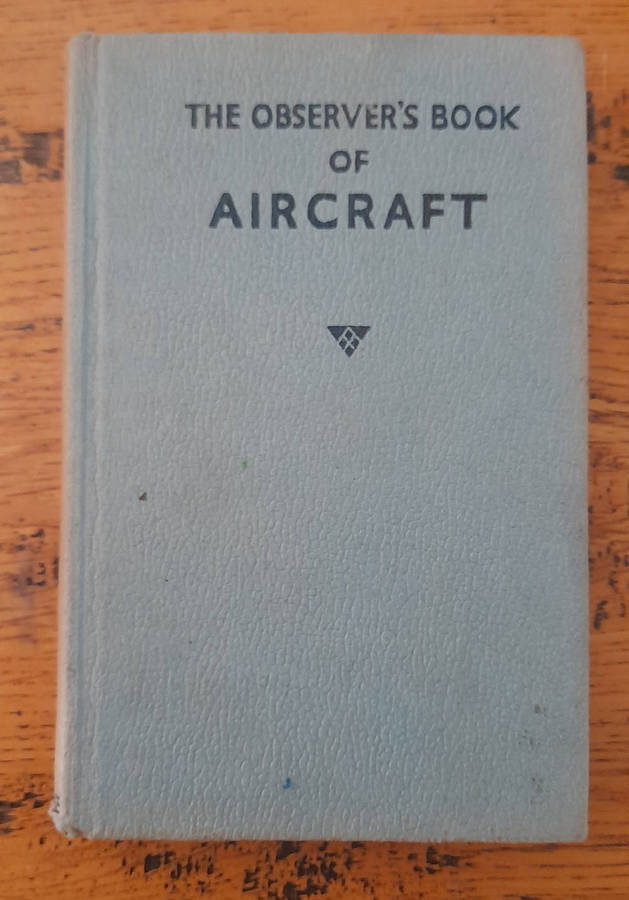 THE OBSERVER'S BOOK
OF
AIRCRAFT